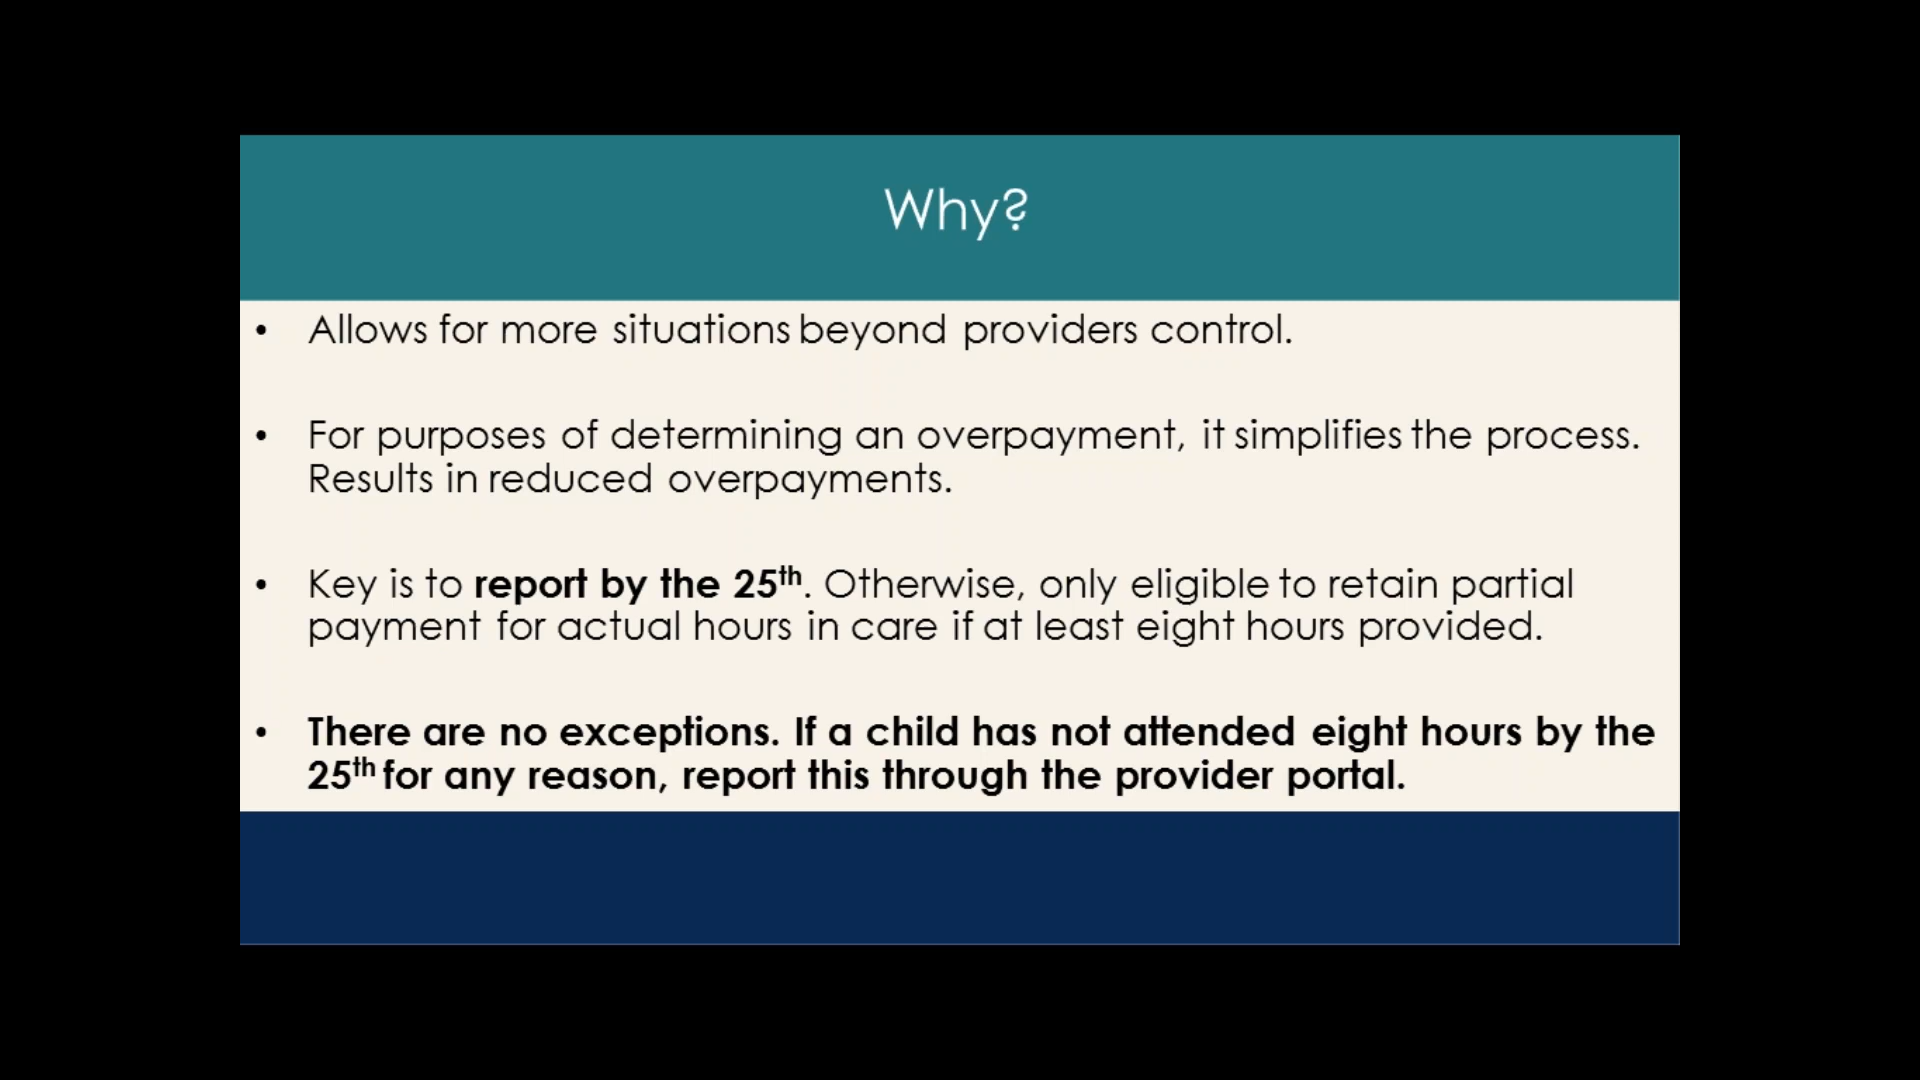 Why?
• Allows for more situations beyond providers control.
• For purposes of determining an overpayment, it simplifies the process.
Results in reduced overpayments.
• Key is to report by the 25th. Otherwise, only eligible to retain partial
payment for actual hours in care if at least eight hours provided.
• There are no exceptions. If a child has not attended eight hours by the
25th for any reason, report this through the provider portal.